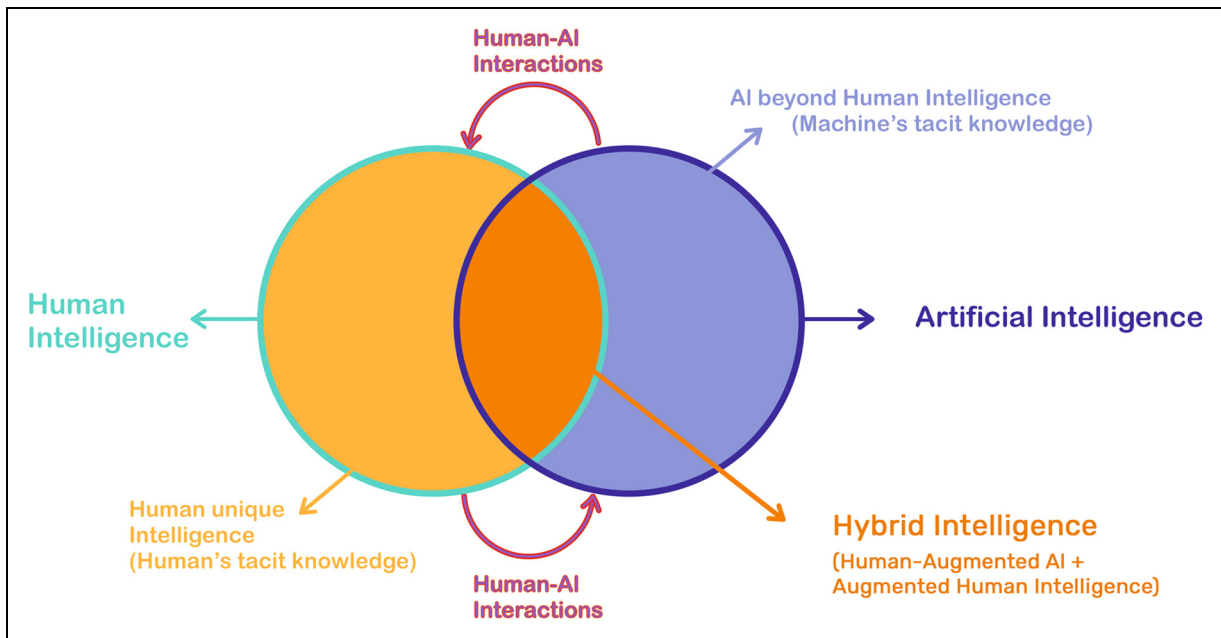 Human-AI
Interactions
AI beyond Human Intelligence
(Machine's tacit knowledge)
Human
Intelligence
Artificial Intelligence
Human unique
Intelligence
(Human's tacit knowledge)
Hybrid Intelligence
(Human-Augmented AI +
Augmented Human Intelligence)
Human-AI
Interactions